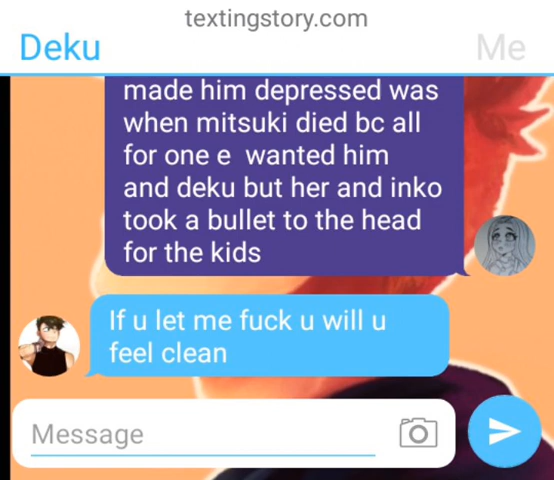 textingstory.com
Deku Me
made him depressed was
when mitsuki died bc all
for one e wanted him
and deku but her and inko
took a bullet to the head
for the kids
If u let me fuck u will u
feel clean
Message